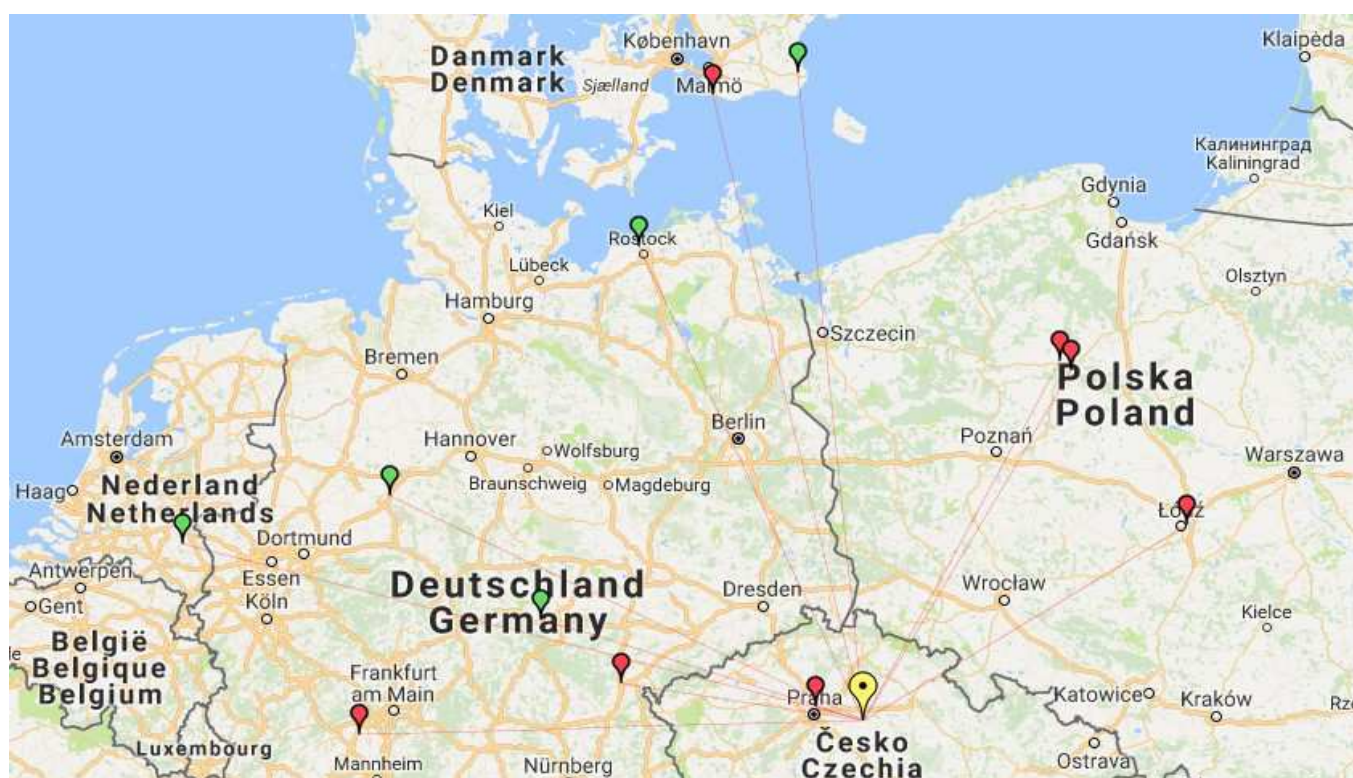 Danmark
Denmark
København
Sjælland
Malmö
Klaipėda
Калининград
Kaliningrad
Kiel
Rostock
Gdynia
Gdańsk
Lübeck
Olsztyn
Hamburg
Szczecin
Bremen
Polska
Poland
Amsterdam
Hannover
Wolfsburg
Berlin
Poznań
Warszawa
Haag
Nederland
Netherlands
Braunschweig
Magdeburg
Łódź
Dortmund
Antwerpen
Essen
Deutschland
Germany
Dresden
Wrocław
Gent
Köln
Kielce
België
Belgique
Belgium
Frankfurt
am Main
Praha
Katowice
Kraków
Rze
Luxembourg
Mannheim
Nürnberg
Česko
Czechia
Ostrava